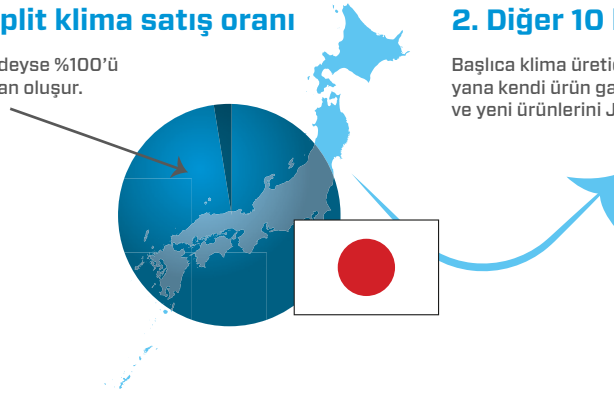 plit klima satış oranı
deyse %100'ü
an oluşur.
2. Diğer 10
Başlıca klima üretic
yana kendi ürün ga
ve yeni ürünlerini J